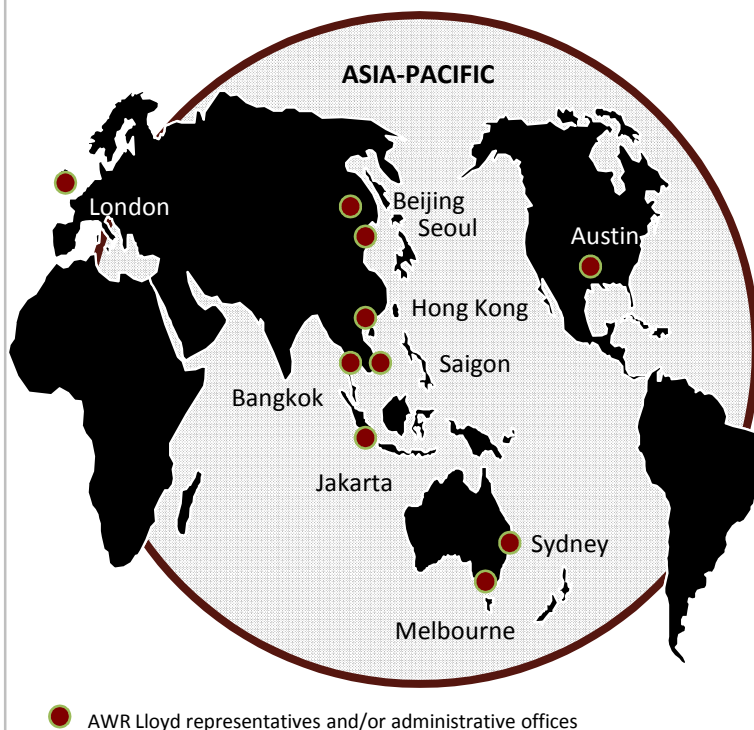 ASIA-PACIFIC
London
Beijing
Seoul
Austin
Hong Kong
Saigon
Bangkok
Jakarta
Sydney
Melbourne
AWR Lloyd representatives and/or administrative offices